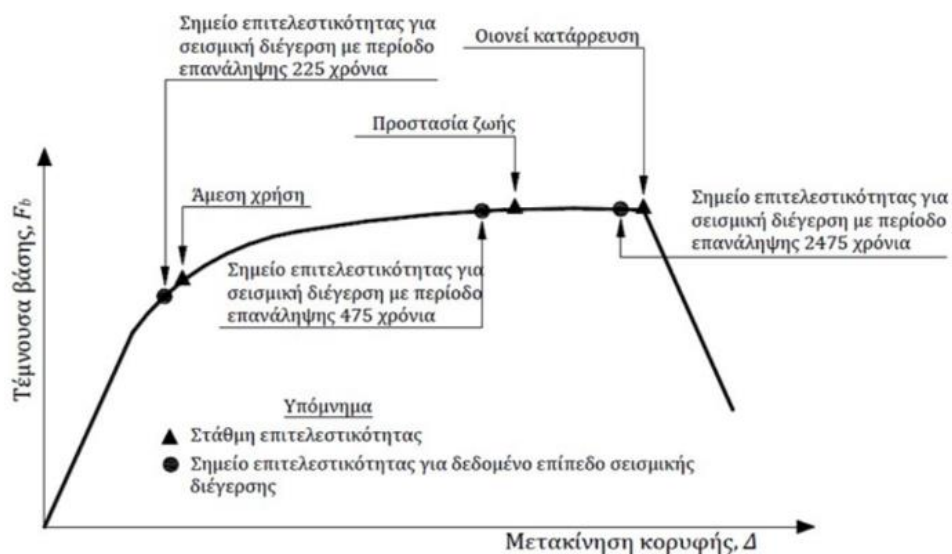 Σημείο επιτελεστικότητας για
σεισμική διέγερση με περίοδο
επανάληψης 225 χρόνια
Οιονεί κατάρρευση
Προστασία ζωής
Άμεση χρήση
Σημείο επιτελεστικότητας για
σεισμική διέγερση με περίοδο
επανάληψης 2475 χρόνια
Σημείο επιτελεστικότητας για
σεισμική διέγερση με περίοδο
επανάληψης 475 χρόνια
Τέμνουσα βάσης, Fb
Υπόμνημα
Στάθμη επιτελεστικότητας
Σημείο επιτελεστικότητας για δεδομένο επίπεδο σεισμικής
διέγερσης
Μετακίνηση κορυφής, Δ